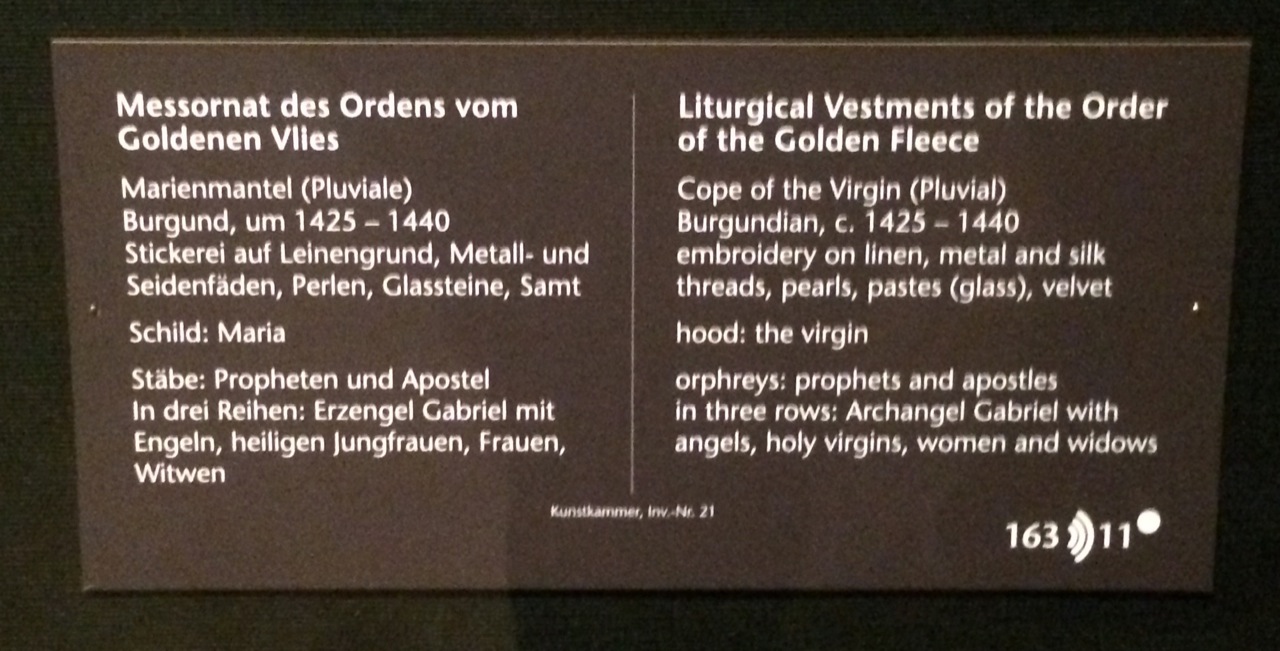 Messornat des Ordens vom
Goldenen Vlies
Marienmantel (Pluviale)
Burgund, um 1425 – 1440
Stickerei auf Leinengrund, Metall- und
Seidenfäden, Perlen, Glassteine, Samt
Schild: Maria
Stäbe: Propheten und Apostel
In drei Reihen: Erzengel Gabriel mit
Engeln, heiligen Jungfrauen, Frauen,
Witwen
Liturgical Vestments of the Order
of the Golden Fleece
Cope of the Virgin (Pluvial)
Burgundian, c. 1425 – 1440
embroidery on linen, metal and silk
threads, pearls, pastes (glass), velvet
hood: the virgin
orphreys: prophets and apostles
in three rows: Archangel Gabriel with
angels, holy virgins, women and widows
Kunstkammer, Inv.-Nr. 21
163 11